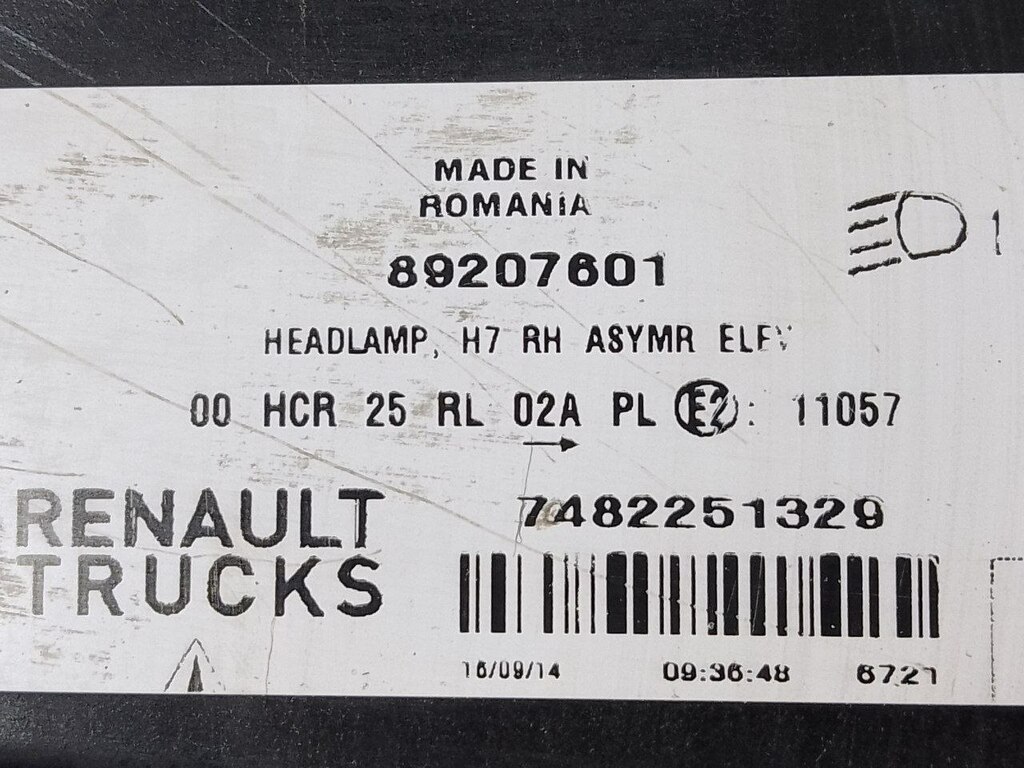 MADE IN
ROMANIA
89207601
1
HEADLAMP, H7 RH ASYMR ELEV
00 HCR 25 RL 02A PL E2: 11057
RENAULT
TRUCKS
7482251329
16/09/14 09:36:48 6721